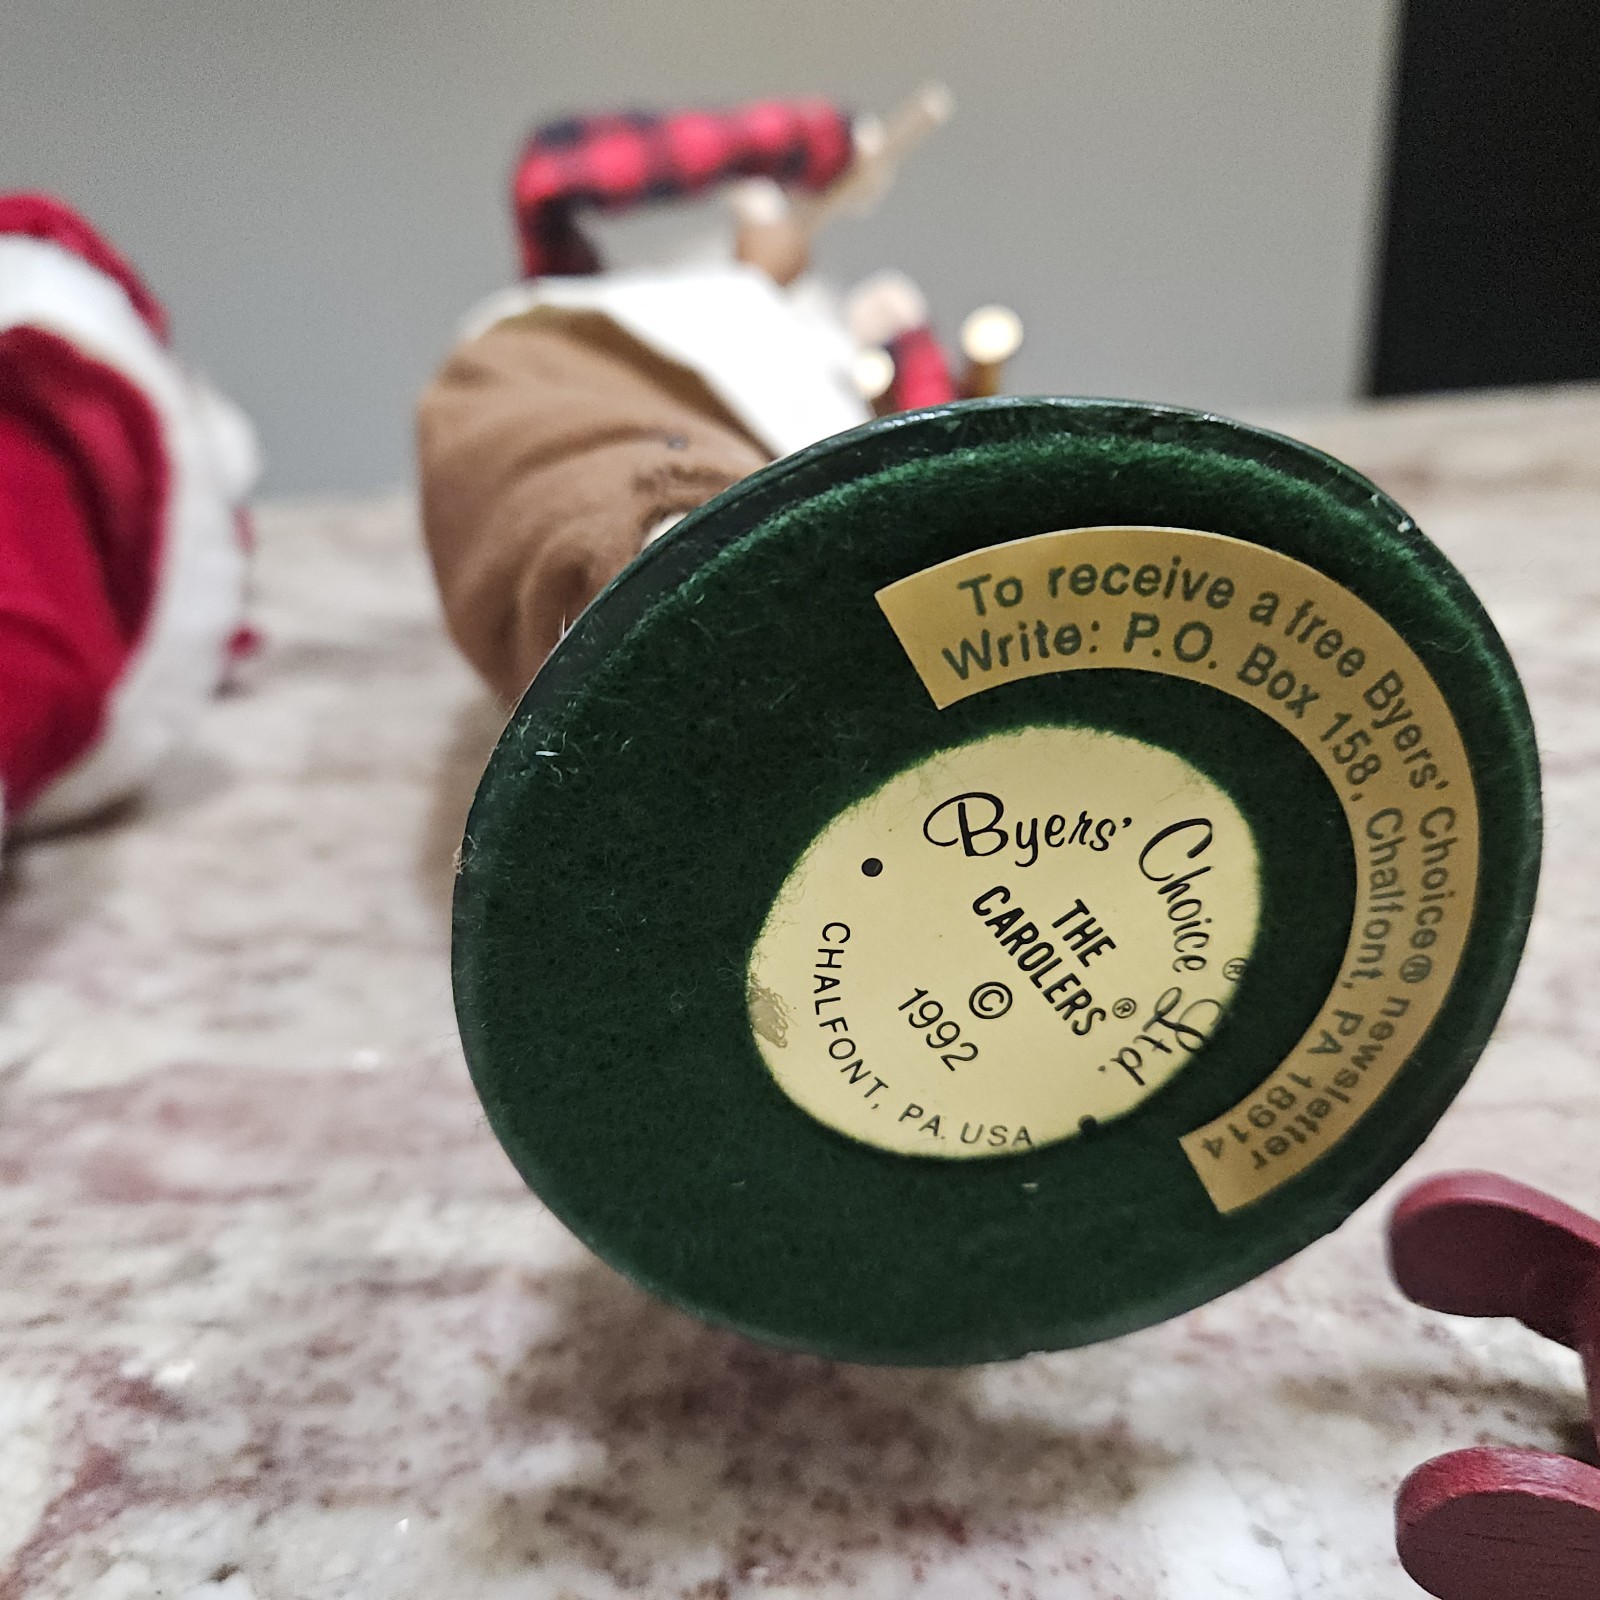 To receive a free Byers' Choice® newsletter
Write: P.O. Box 158, Chalfont, PA 18914
Byers' Choice® Ltd.
THE
CAROLERS®
©
1992
CHALFONT, PA. USA